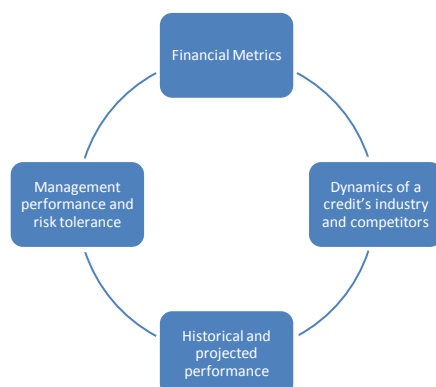 Financial Metrics
Management
performance and
risk tolerance
Dynamics of a
credit's industry
and competitors
Historical and
projected
performance